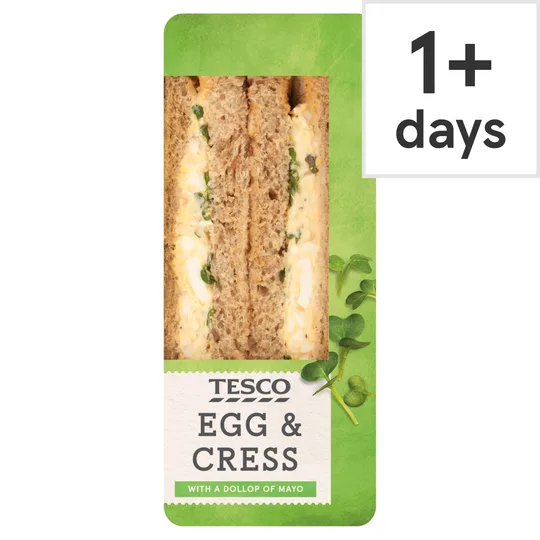 1+
days
TESCO
EGG &
CRESS
WITH A DOLLOP OF MAYO